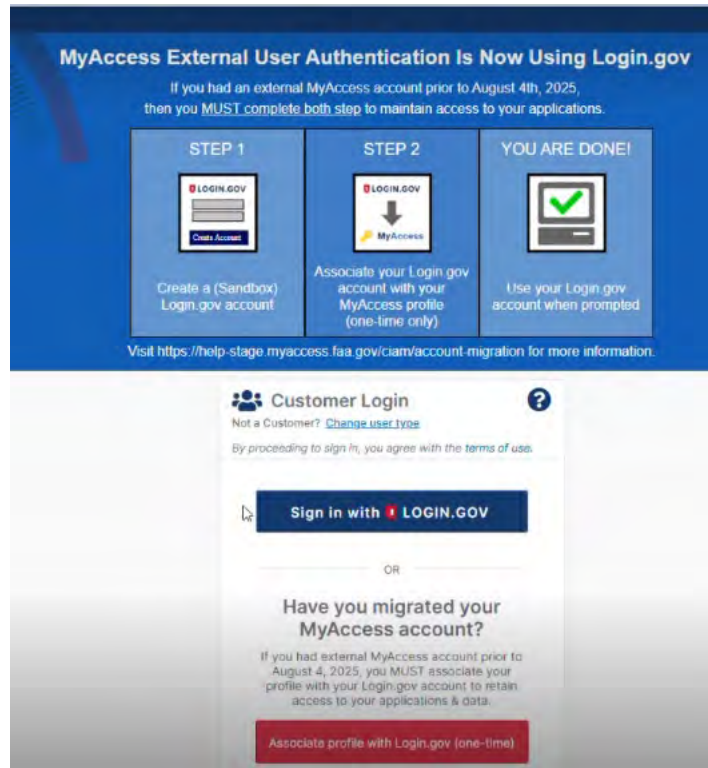 MyAccess External User Authentication Is Now Using Login.gov
If you had an external MyAccess account prior to August 4th, 2025,
then you MUST complete both step to maintain access to your applications.
STEP 1
LOGIN.GOV
Create Account
Create a (Sandbox)
Login.gov account
STEP 2
LOGIN.GOV
MyAccess
Associate your Login.gov
account with your
MyAccess profile
(one-time only)
YOU ARE DONE!
Use your Login.gov
account when prompted
Visit https://help-stage.myaccess.faa.gov/ciam/account-migration for more information.
Customer Login
?
Not a Customer? Change user type
By proceeding to sign in, you agree with the terms of use.
Sign in with LOGIN.GOV
OR
Have you migrated your
MyAccess account?
If you had external MyAccess account prior to
August 4, 2025, you MUST associate your
profile with your Login.gov account to retain
access to your applications & data.
Associate profile with Login.gov (one-time)